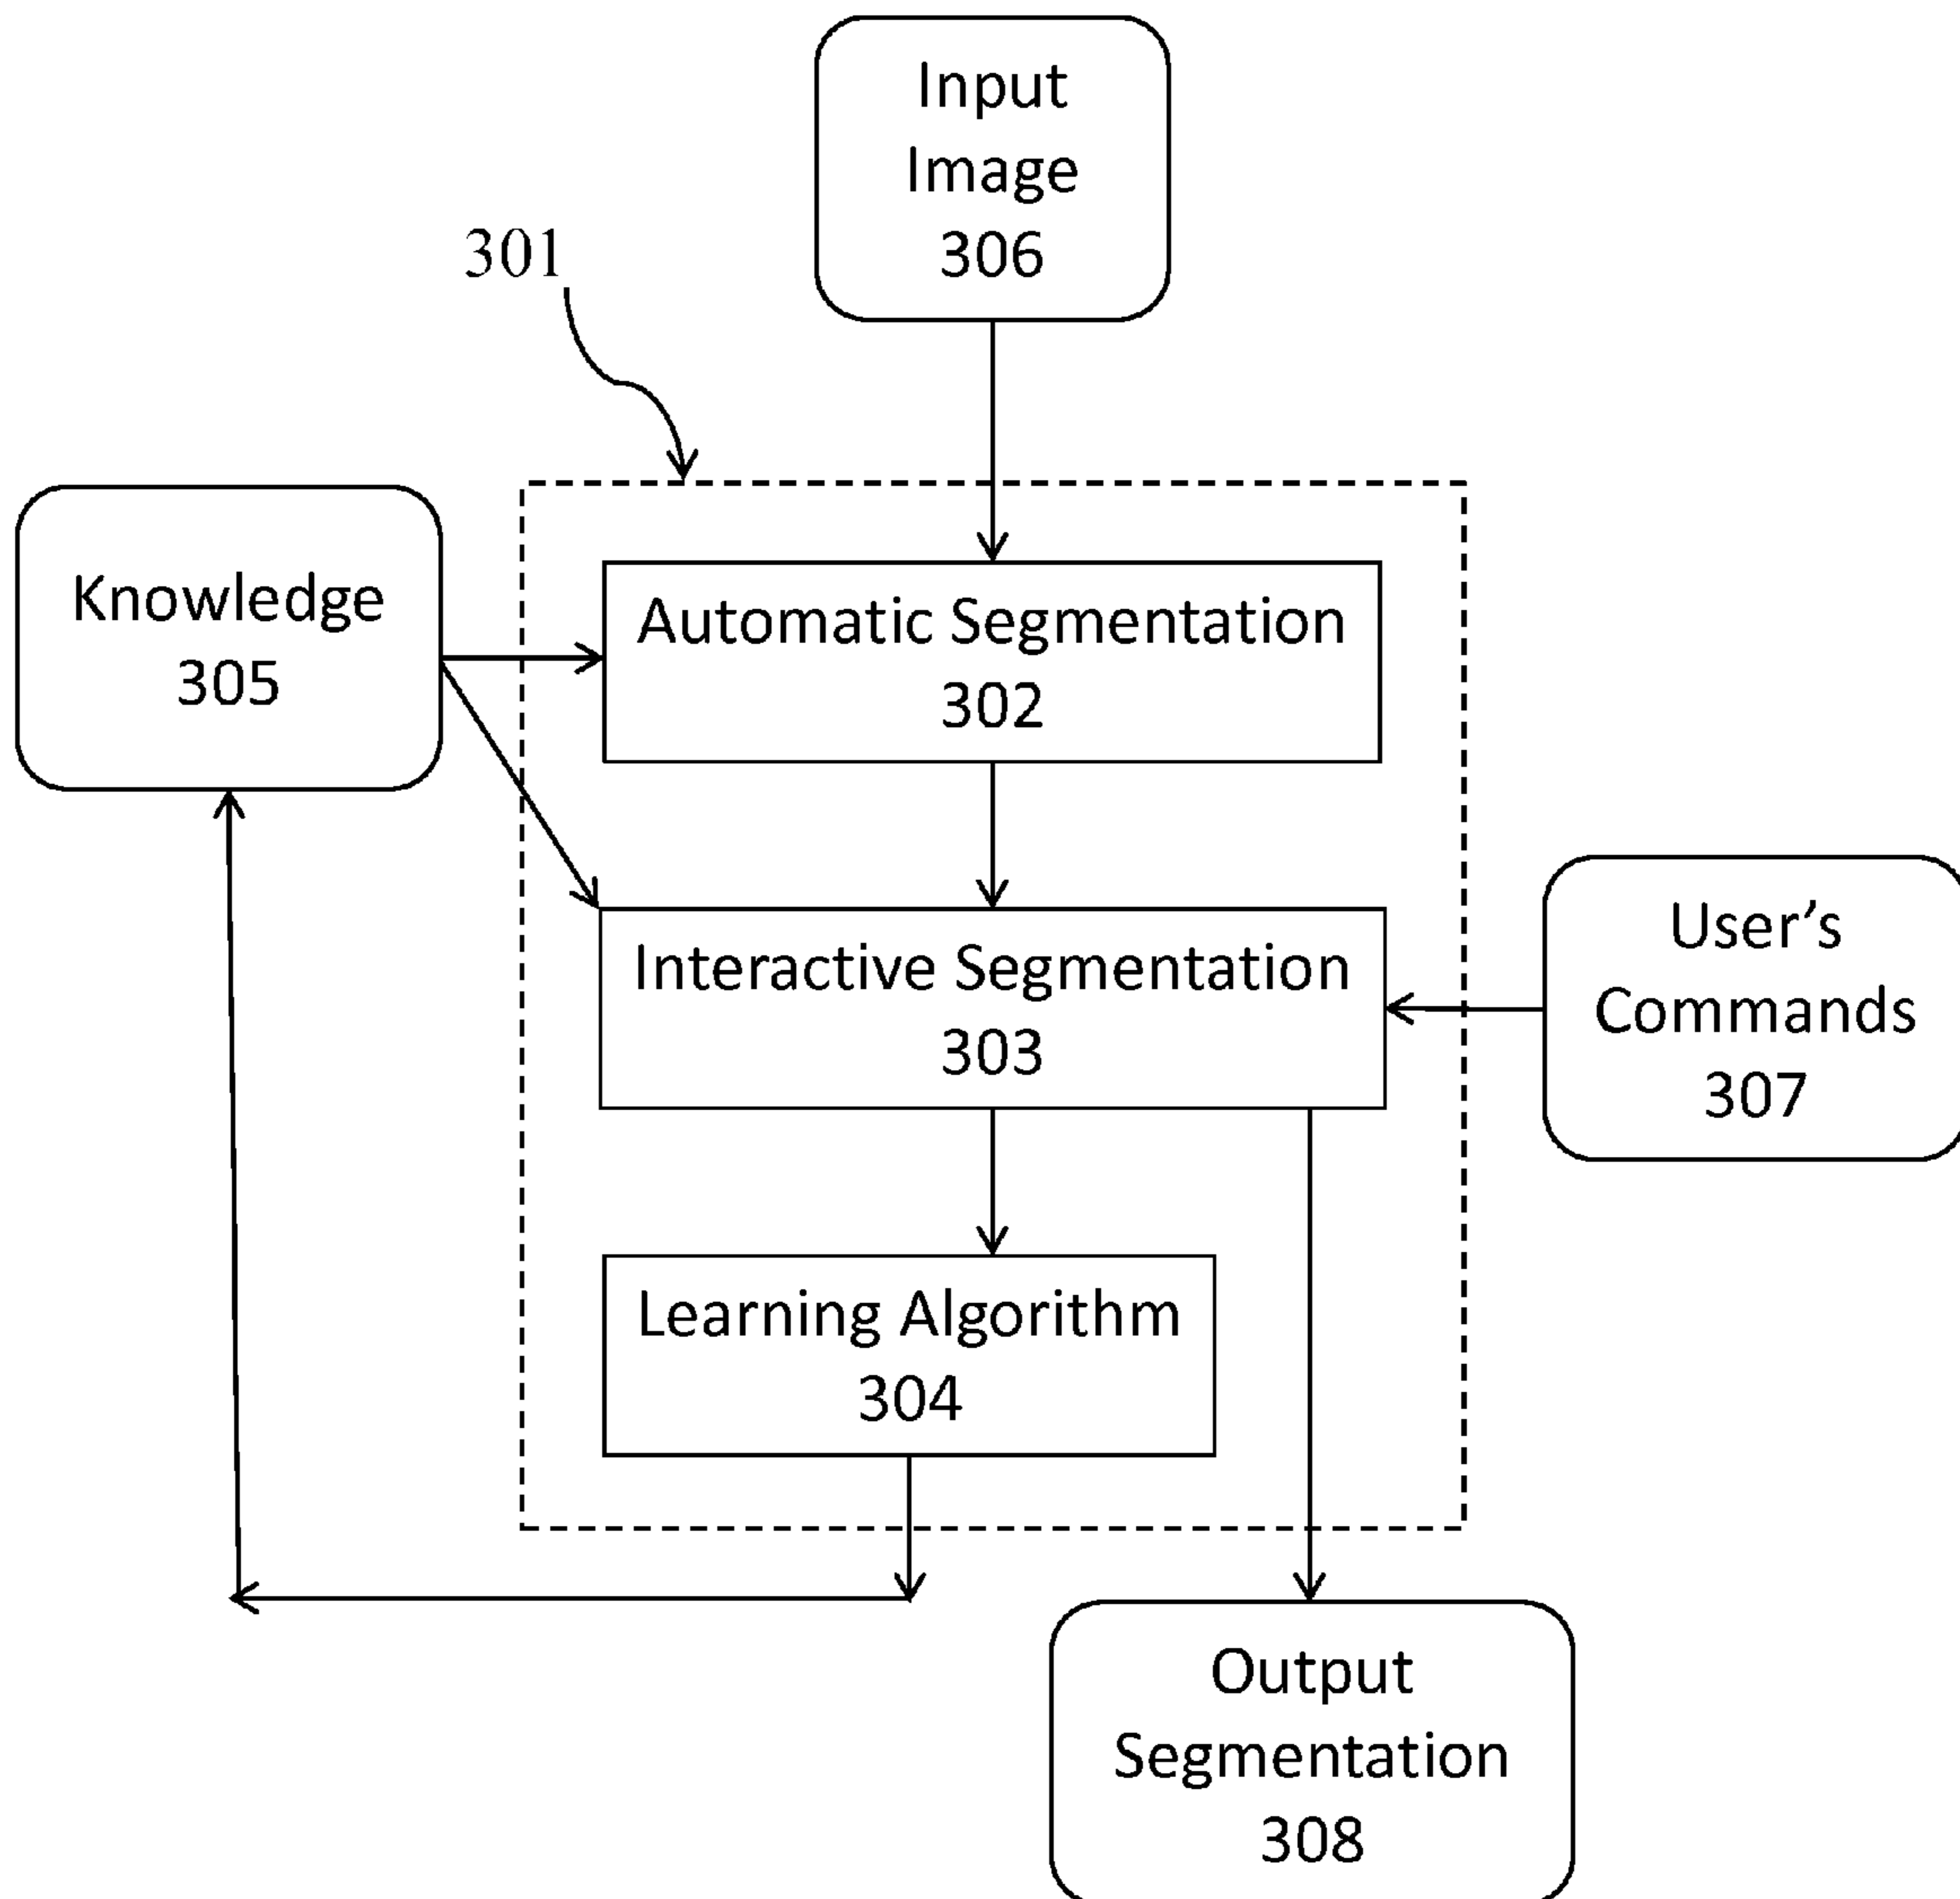 Input
Image
306
301
Knowledge
305
Automatic Segmentation
302
Interactive Segmentation
303
User's
Commands
307
Learning Algorithm
304
Output
Segmentation
308